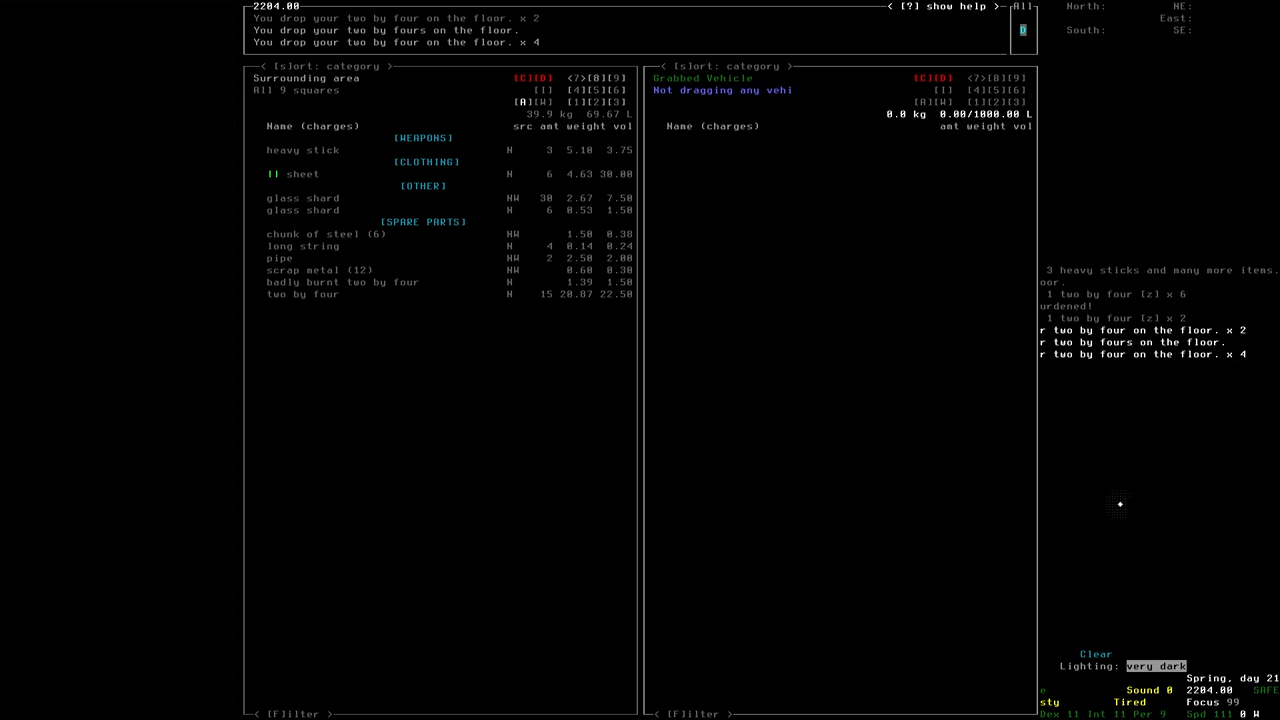 2204.00 < [?] show help > All North: NE:
You drop your two by four on the floor. x 2 East:
You drop your two by fours on the floor. D South: SE:
You drop your two by four on the floor. x 4
< [s]ort: category > < [s]ort: category >
Surrounding area [C][D] <7>[8][9] Grabbed Vehicle [C][D] <7>[8][9]
All 9 squares [I] [4][5][6] Not dragging any vehi [I] [4][5][6]
[A][W] [1][2][3] [A][W] [1][2][3]
39.9 kg 69.67 L 0.0 kg 0.00/1000.00 L
Name (charges) src amt weight vol Name (charges) amt weight vol
[WEAPONS]
heavy stick N 3 5.10 3.75
[CLOTHING]
|| sheet N 6 4.63 30.00
[OTHER]
glass shard NW 30 2.67 7.50
glass shard N 6 0.53 1.50
[SPARE PARTS]
chunk of steel (6) NW 1.50 0.38
long string N 4 0.14 0.24
pipe NW 2 2.50 2.00
scrap metal (12) NW 0.60 0.30
3 heavy sticks and many more items.
badly burnt two by four N 1.39 1.50 oor.
two by four N 15 20.87 22.50 1 two by four [z] x 6
urdened!
1 two by four [z] x 2
r two by four on the floor. x 2
r two by fours on the floor.
r two by four on the floor. x 4
Clear
Lighting: very dark
Spring, day 21
e Sound 0 2204.00 SAFE
sty Tired Focus 99
< [F]ilter > < [F]ilter > Dex 11 Int 11 Per 9 Spd 111 0 W